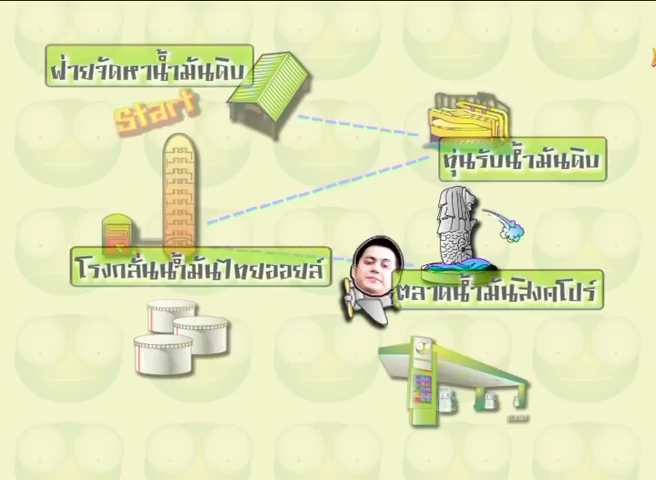 ฝ่ายจัดหาน้ำมันดิบ
Start
ทุ่นรับน้ำมันดิบ
โรงกลั่นน้ำมันไทยออยล์
ตลาดน้ำมันสิงคโปร์